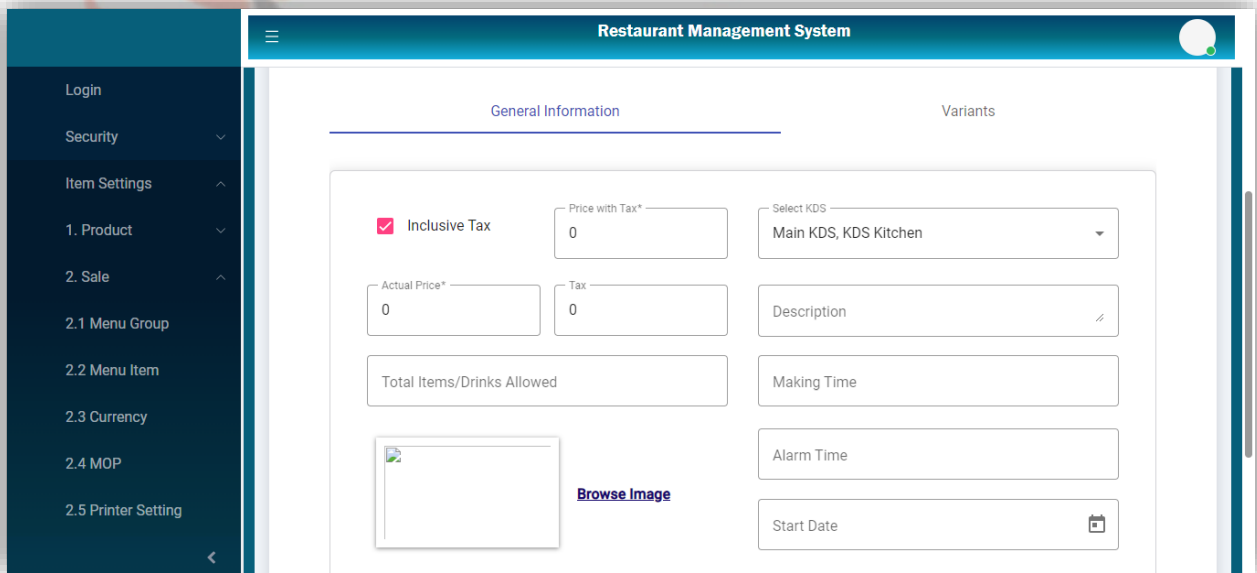 Restaurant Management System
Login
Security
Item Settings
1. Product
2. Sale
2.1 Menu Group
2.2 Menu Item
2.3 Currency
2.4 MOP
2.5 Printer Setting
General Information
Variants
Inclusive Tax
Price with Tax*
0
Select KDS
Main KDS, KDS Kitchen
Actual Price*
0
Tax
0
Description
Total Items/Drinks Allowed
Making Time
Browse Image
Alarm Time
Start Date